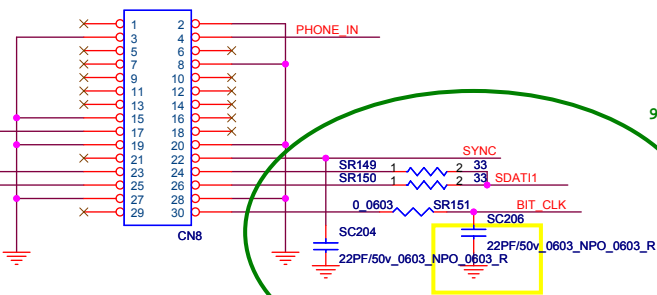 1 2
3 4 PHONE_IN
5 6
7 8
9 10
11 12
13 14
15 16
17 18
19 20
21 22 SYNC
23 24 SR149 1 2 33
25 26 SR150 1 2 33 SDATI1
27 28
29 30 0_0603 SR151 BIT_CLK
CN8
SC204
22PF/50v_0603_NPO_0603_R
SC206
22PF/50v_0603_NPO_0603_R
9